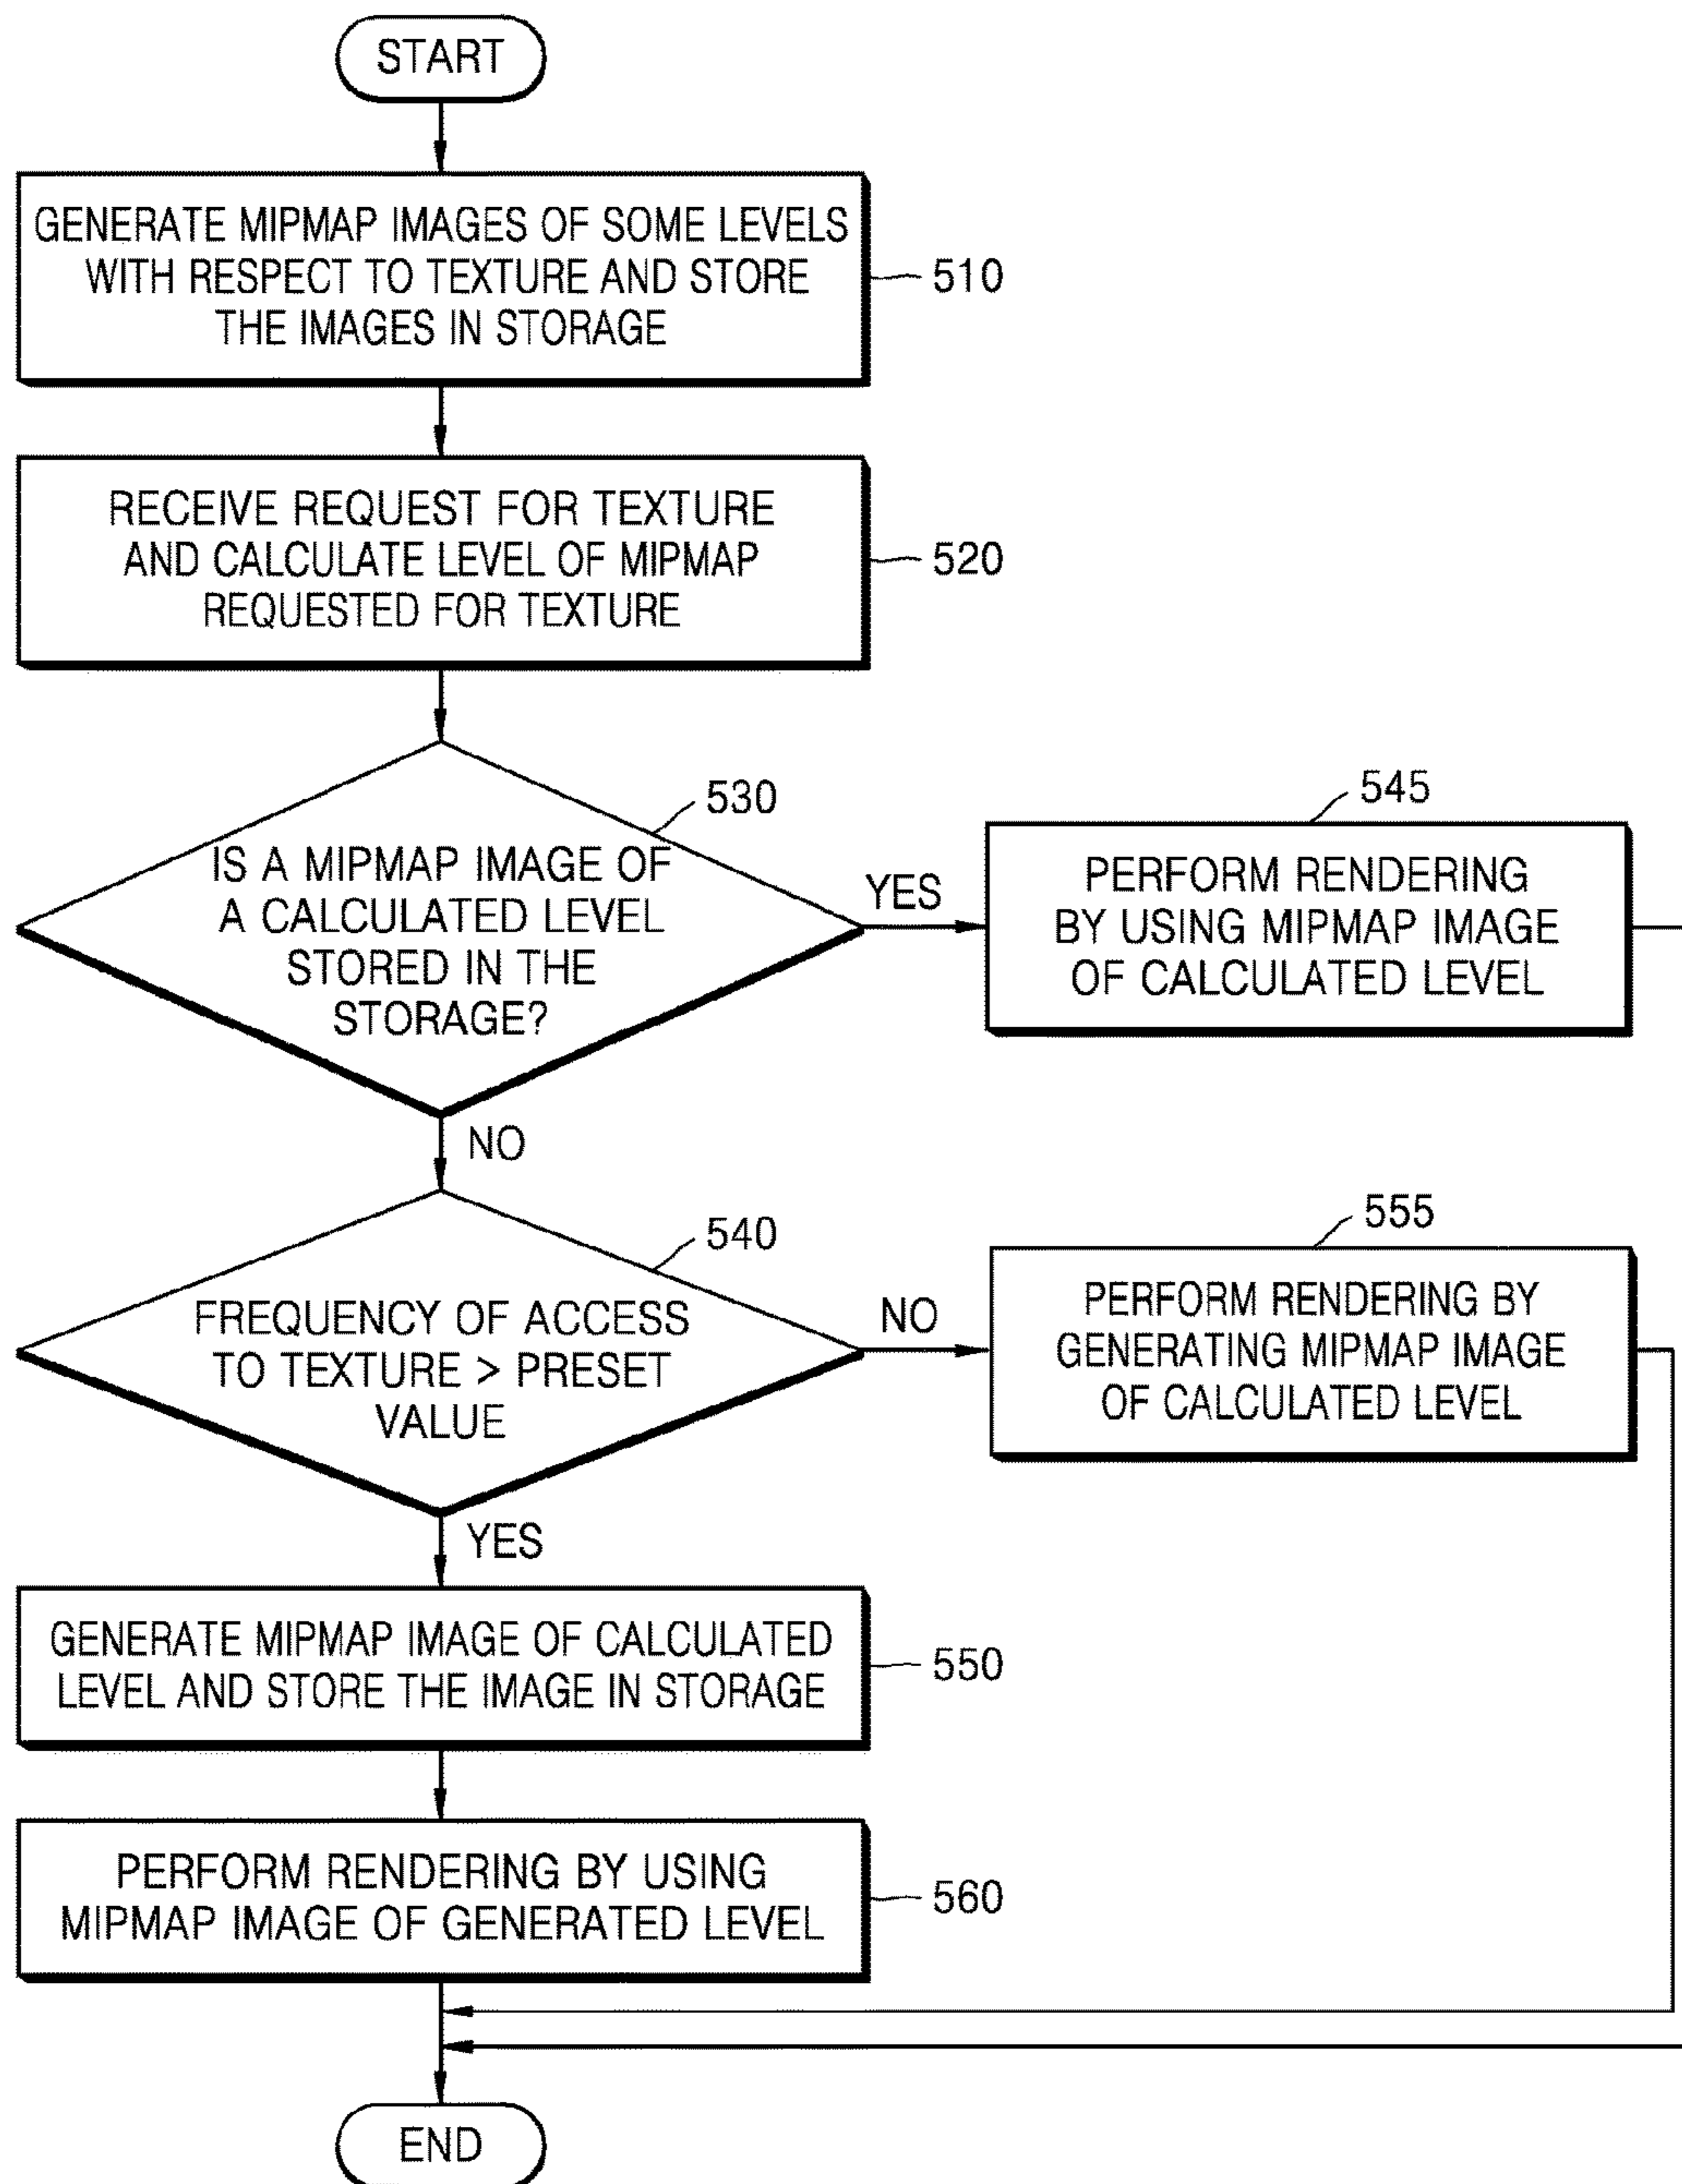 START
GENERATE MIPMAP IMAGES OF SOME LEVELS
WITH RESPECT TO TEXTURE AND STORE
THE IMAGES IN STORAGE
510
RECEIVE REQUEST FOR TEXTURE
AND CALCULATE LEVEL OF MIPMAP
REQUESTED FOR TEXTURE
520
530
IS A MIPMAP IMAGE OF
A CALCULATED LEVEL
STORED IN THE
STORAGE?
YES
545
PERFORM RENDERING
BY USING MIPMAP IMAGE
OF CALCULATED LEVEL
NO
540
FREQUENCY OF ACCESS
TO TEXTURE > PRESET
VALUE
NO
555
PERFORM RENDERING BY
GENERATING MIPMAP IMAGE
OF CALCULATED LEVEL
YES
GENERATE MIPMAP IMAGE OF CALCULATED
LEVEL AND STORE THE IMAGE IN STORAGE
550
PERFORM RENDERING BY USING
MIPMAP IMAGE OF GENERATED LEVEL
560
END